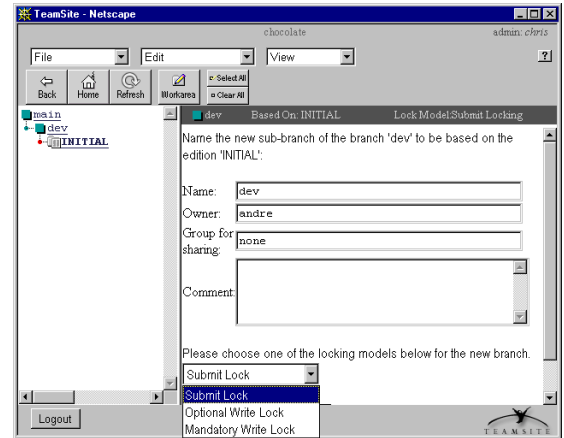 TeamSite - Netscape
chocolate
admin: chris
File
Edit
View
?
Back
Home
Refresh
Workarea
Select All
Clear All
main
dev
INITIAL
dev Based On: INITIAL Lock Model:Submit Locking
Name the new sub-branch of the branch 'dev' to be based on the
edition 'INITIAL':
Name: dev
Owner: andre
Group for
sharing: none
Comment:
Please choose one of the locking models below for the new branch.
Submit Lock
Submit Lock
Optional Write Lock
Mandatory Write Lock
Logout
TEAMSITE